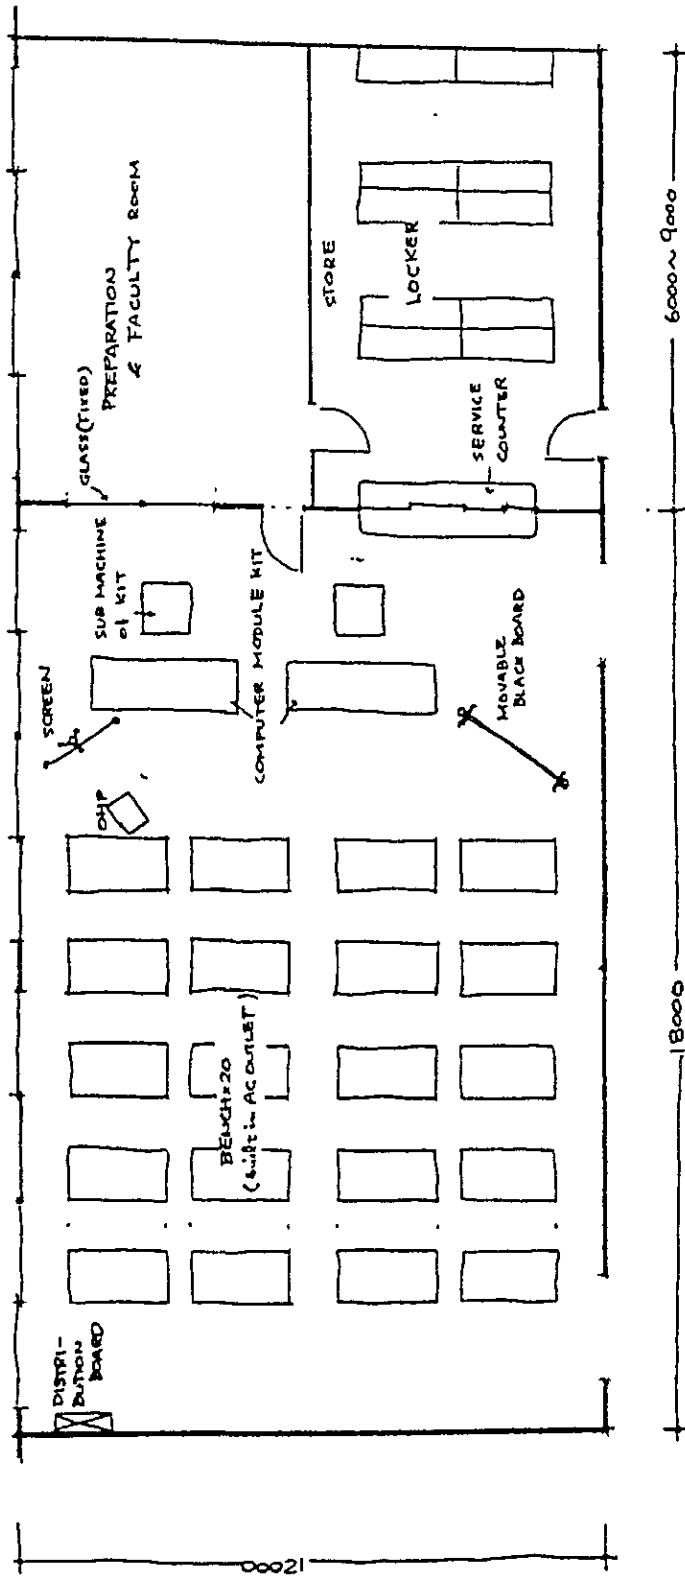 GLASS(FIXED)
PREPARATION
& FACULTY ROOM
STORE
LOCKER
SERVICE
COUNTER
SUB MACHINE
of KIT
COMPUTER MODULE KIT
SCREEN
MOVABLE
BLACK BOARD
OHP
BENCH×20
(built in AC OUTLET)
DISTRI-
BUTION
BOARD
6000~9000
18000
12000